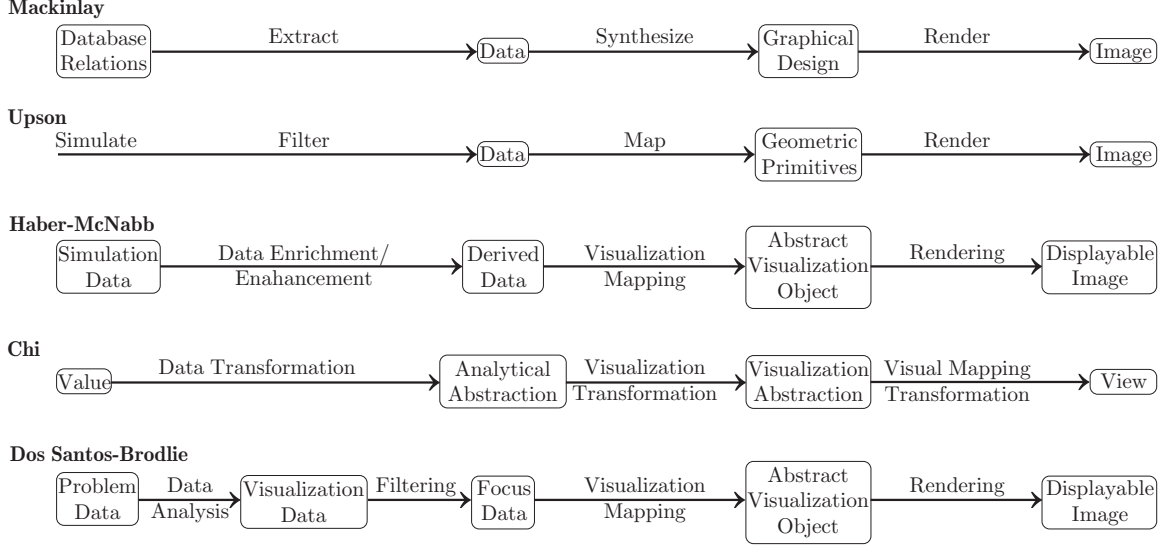 Mackinlay
Database
Relations
Extract
Data
Synthesize
Graphical
Design
Render
Image
Upson
Simulate
Filter
Data
Map
Geometric
Primitives
Render
Image
Haber-McNabb
Simulation
Data
Data Enrichment/
Enahancement
Derived
Data
Visualization
Mapping
Abstract
Visualization
Object
Rendering
Displayable
Image
Chi
Value
Data Transformation
Analytical
Abstraction
Visualization
Transformation
Visualization
Abstraction
Visual Mapping
Transformation
View
Dos Santos-Brodlie
Problem
Data
Data
Analysis
Visualization
Data
Filtering
Focus
Data
Visualization
Mapping
Abstract
Visualization
Object
Rendering
Displayable
Image